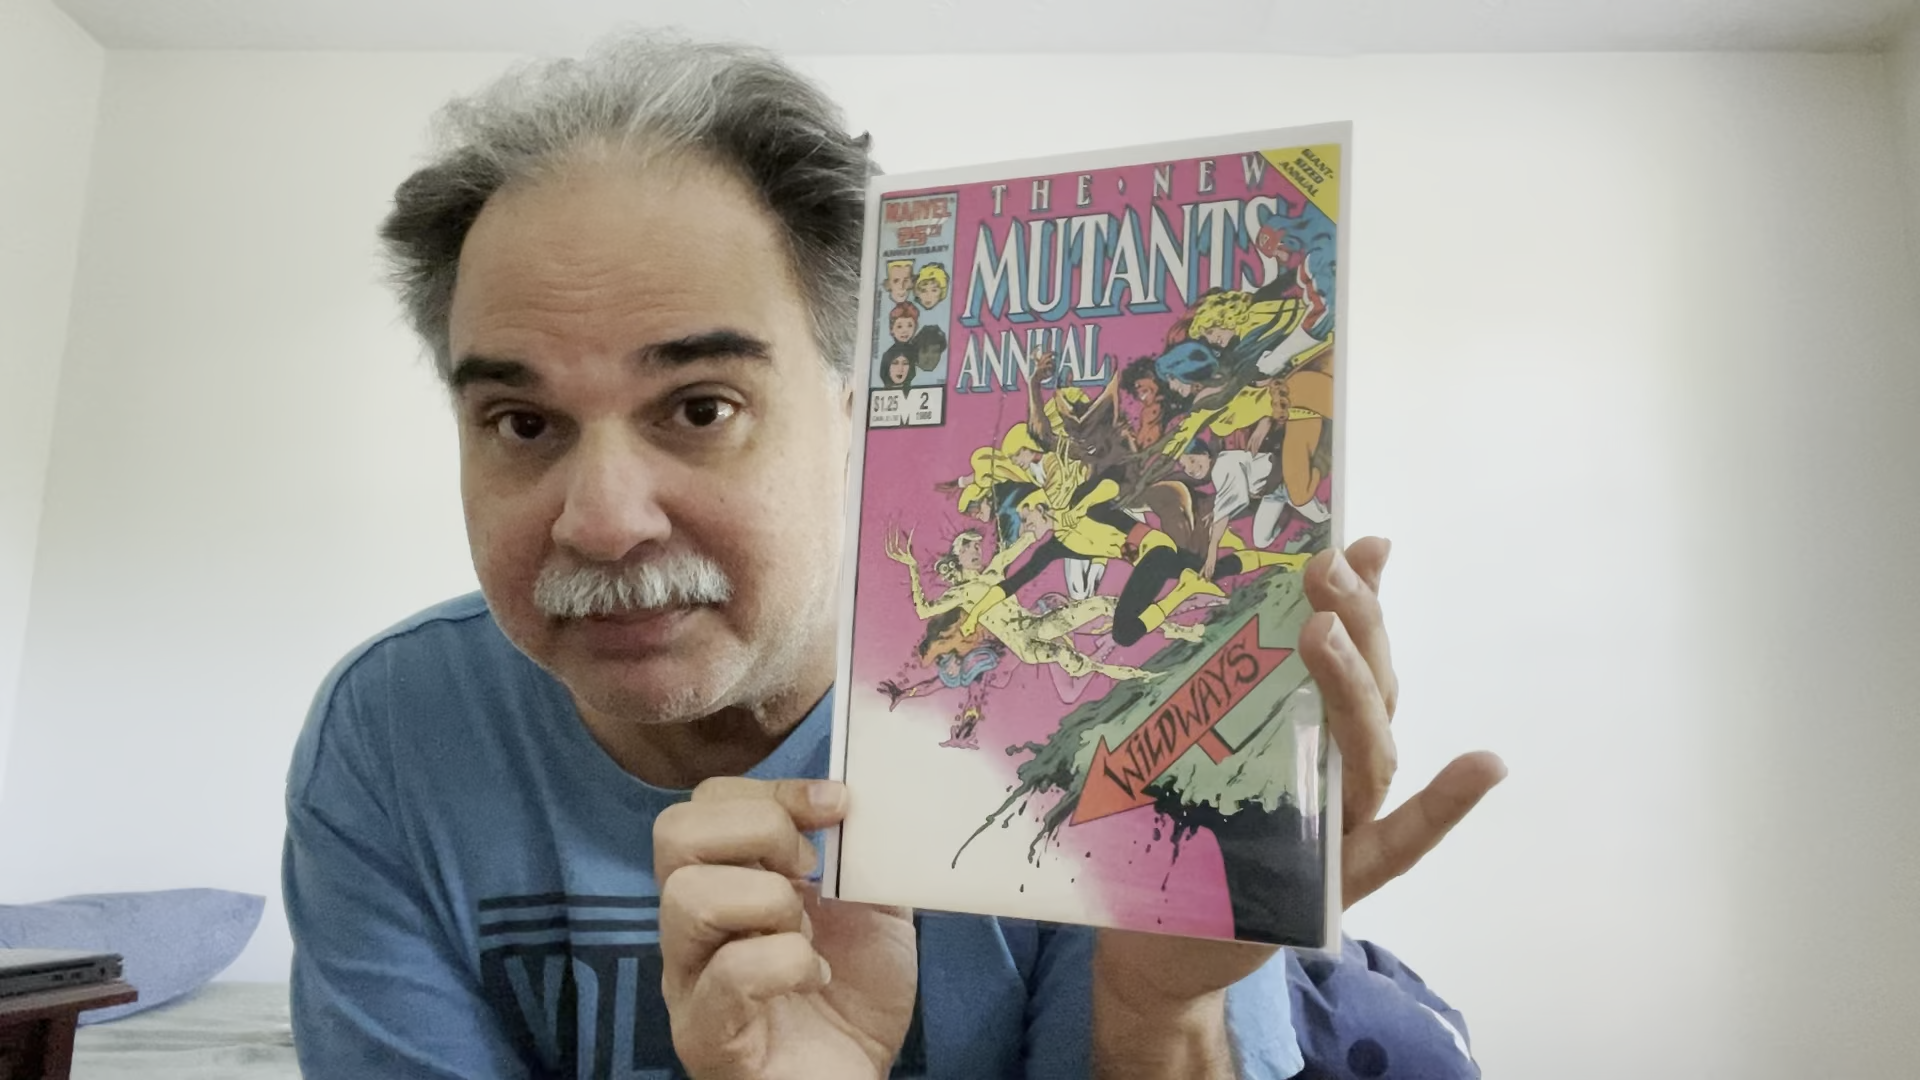 THE · NEW
MUTANTS
ANNUAL
GIANT-
SIZED
ANNUAL
MARVEL
25TH
ANNIVERSARY
$1.25
2
1986
WILDWAYS